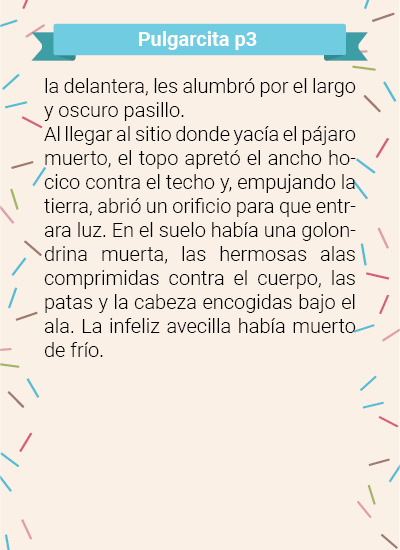 Pulgarcita p3
la delantera, les alumbró por el largo
y oscuro pasillo.
Al llegar al sitio donde yacía el pájaro
muerto, el topo apretó el ancho ho-
cico contra el techo y, empujando la
tierra, abrió un orificio para que entr-
ara luz. En el suelo había una golon-
drina muerta, las hermosas alas
comprimidas contra el cuerpo, las
patas y la cabeza encogidas bajo el
ala. La infeliz avecilla había muerto
de frío.